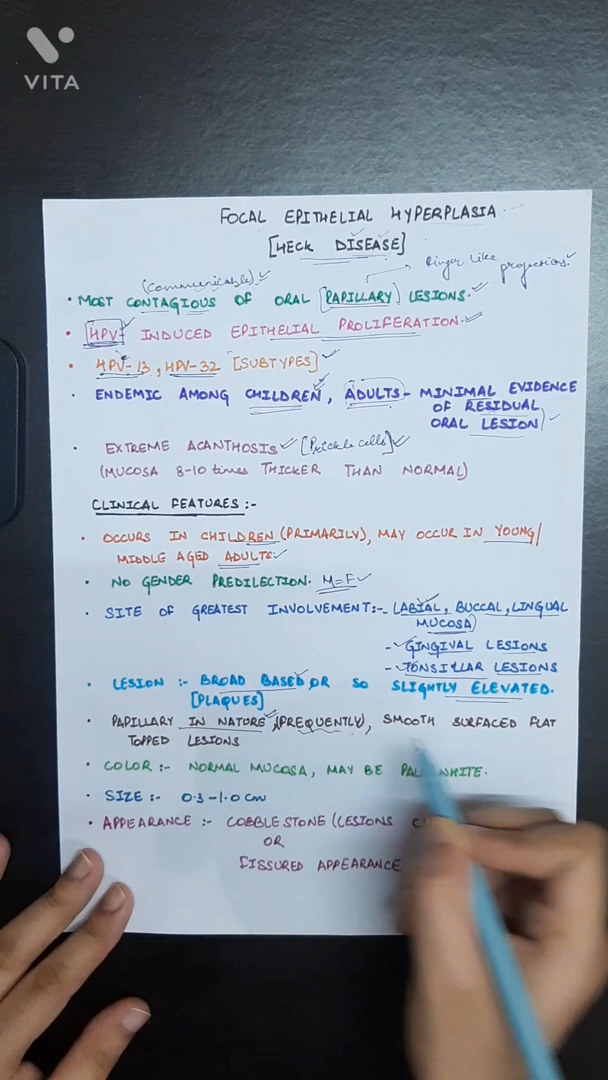 VITA
FOCAL EPITHELIAL HYPERPLASIA
[HECK DISEASE]
(Communicable)
finger like projections.
• MOST CONTAGIOUS OF ORAL [PAPILLARY] LESIONS.
• HPV INDUCED EPITHELIAL PROLIFERATION.
• HPV-13, HPV-32 [SUBTYPES]
• ENDEMIC AMONG CHILDREN, ADULTS - MINIMAL EVIDENCE
OF RESIDUAL
ORAL LESION
• EXTREME ACANTHOSIS [Prickle cells]
(MUCOSA 8-10 times THICKER THAN NORMAL)
CLINICAL FEATURES :-
• OCCURS IN CHILDREN (PRIMARILY), MAY OCCUR IN YOUNG/
MIDDLE AGED ADULTS
• NO GENDER PREDILECTION. M=F
• SITE OF GREATEST INVOLVEMENT:- LABIAL, BUCCAL, LINGUAL
MUCOSA)
- GINGIVAL LESIONS
- TONSILLAR LESIONS
• LESION :- BROAD BASED OR SO SLIGHTLY ELEVATED.
[PLAQUES]
• PAPILLARY IN NATURE (FREQUENTLY), SMOOTH SURFACED FLAT
TOPPED LESIONS
• COLOR :- NORMAL MUCOSA, MAY BE WHITE.
• SIZE :- 0.3-1.0cm
• APPEARANCE :- COBBLESTONE (LESIONS
OR
FISSURED APPEARANCE